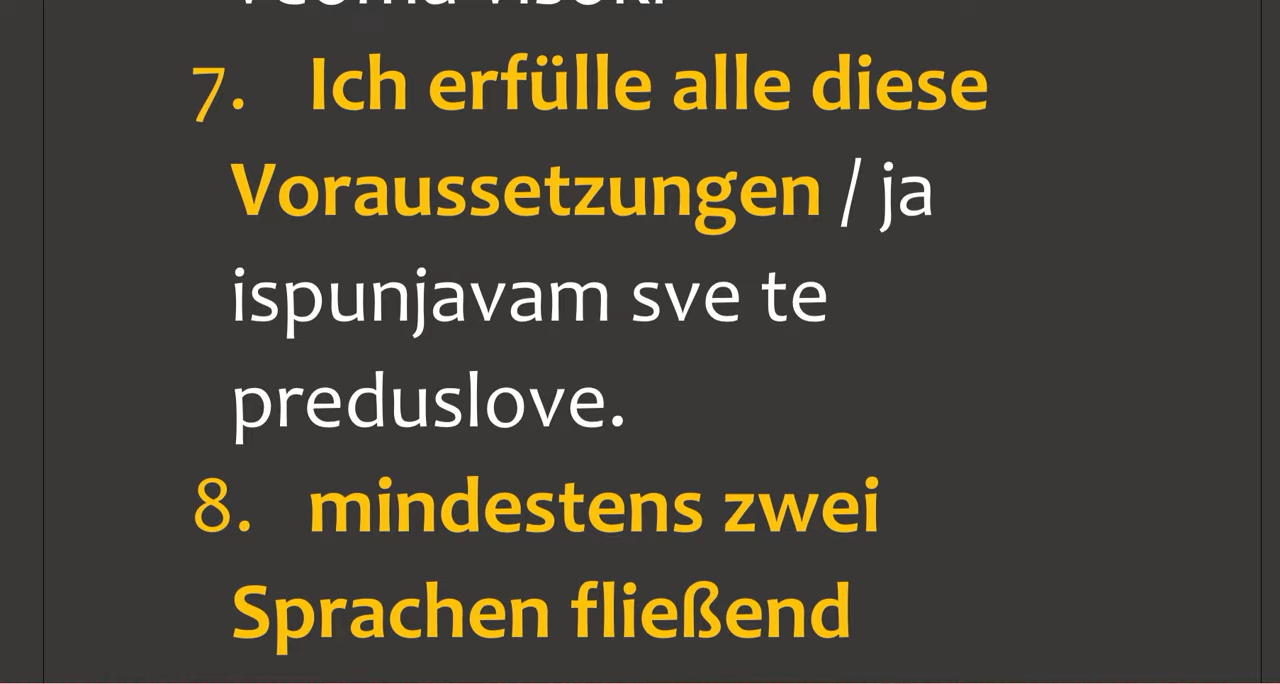 7. Ich erfülle alle diese
Voraussetzungen / ja
ispunjavam sve te
preduslove.
8. mindestens zwei
Sprachen fließend